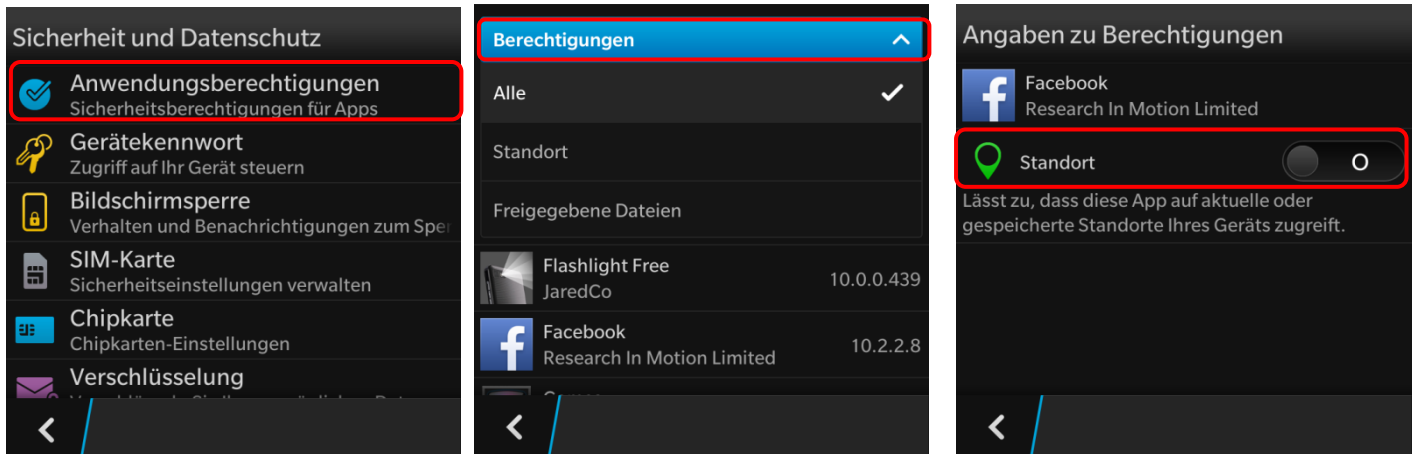 Sicherheit und Datenschutz
Anwendungsberechtigungen
Sicherheitsberechtigungen für Apps
Gerätekennwort
Zugriff auf Ihr Gerät steuern
Bildschirmsperre
Verhalten und Benachrichtigungen zum Sper
SIM-Karte
Sicherheitseinstellungen verwalten
Chipkarte
Chipkarten-Einstellungen
Verschlüsselung
Berechtigungen
Alle
Standort
Freigegebene Dateien
Flashlight Free
JaredCo
10.0.0.439
Facebook
Research In Motion Limited
10.2.2.8
Angaben zu Berechtigungen
Facebook
Research In Motion Limited
Standort
O
Lässt zu, dass diese App auf aktuelle oder
gespeicherte Standorte Ihres Geräts zugreift.